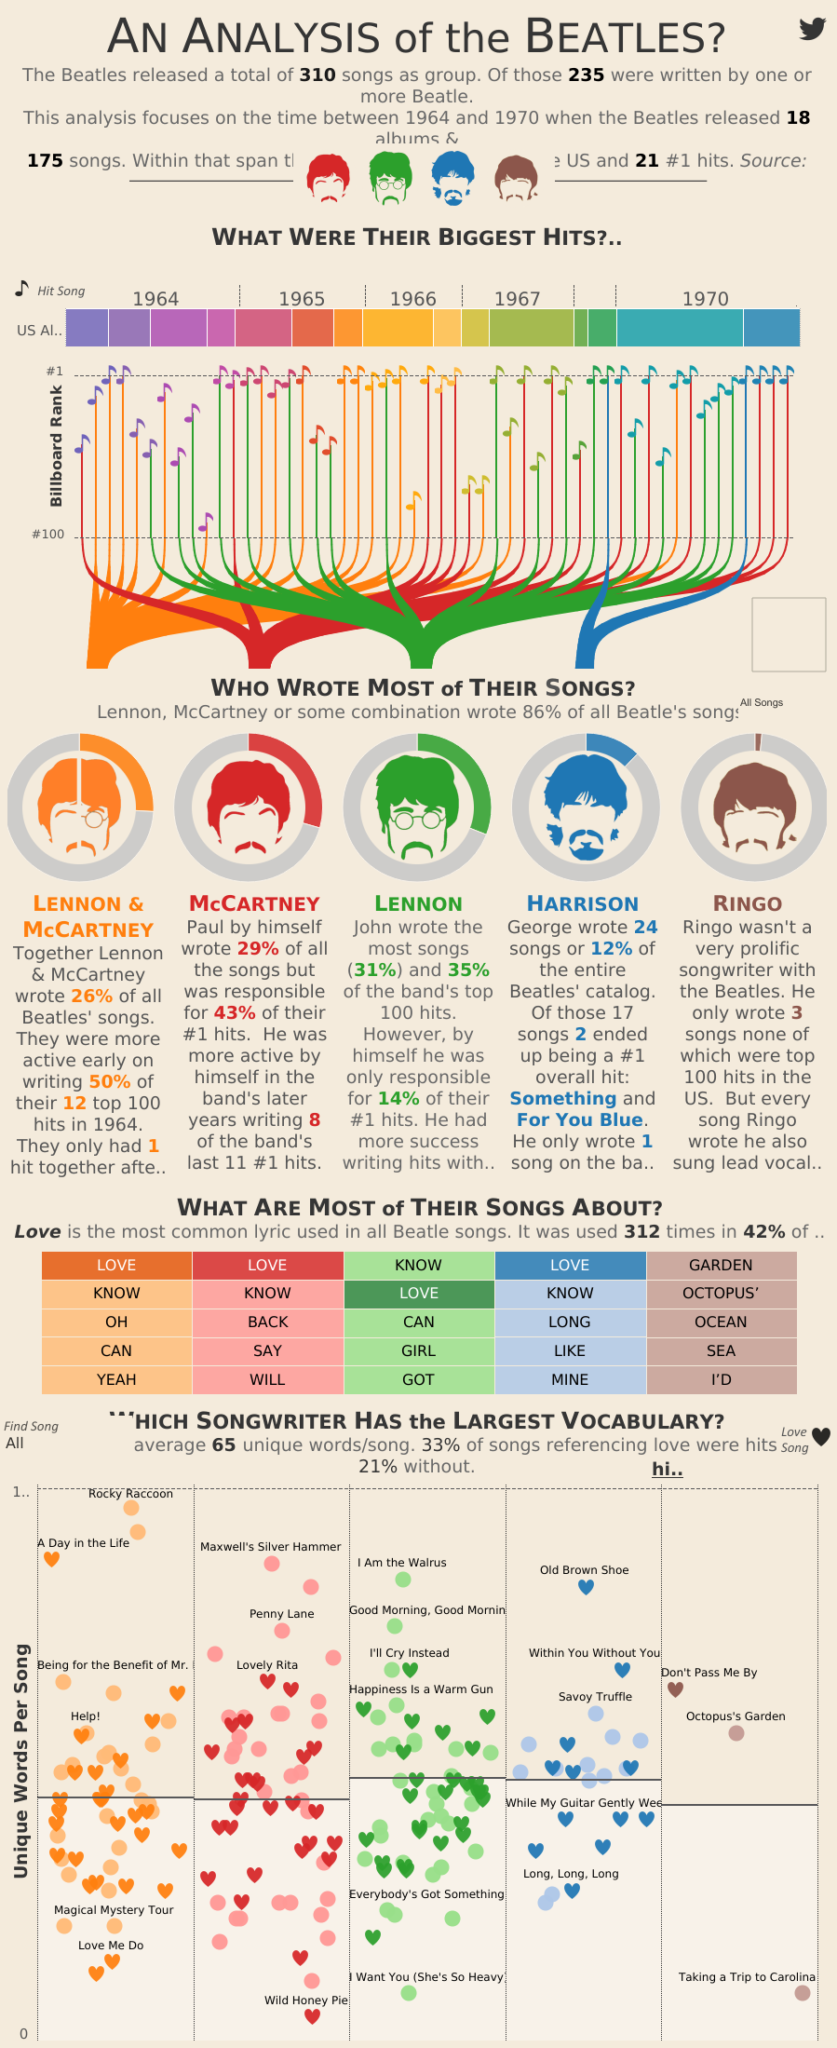 AN ANALYSIS of the BEATLES?
The Beatles released a total of 310 songs as group. Of those 235 were written by one or
more Beatle.
This analysis focuses on the time between 1964 and 1970 when the Beatles released 18
albums &
175 songs. Within that span e US and 21 #1 hits. Source:
WHAT WERE THEIR BIGGEST HITS?..
Hit Song
1964 1965 1966 1967 1970
US Al..
#1
Billboard Rank
#100
WHO WROTE MOST of THEIR SONGS?
All Songs
Lennon, McCartney or some combination wrote 86% of all Beatle's songs
LENNON &
McCARTNEY
Together Lennon
& McCartney
wrote 26% of all
Beatles' songs.
They were more
active early on
writing 50% of
their 12 top 100
hits in 1964.
They only had 1
hit together afte..
McCARTNEY
Paul by himself
wrote 29% of all
the songs but
was responsible
for 43% of their
#1 hits. He was
more active by
himself in the
band's later
years writing 8
of the band's
last 11 #1 hits.
LENNON
John wrote the
most songs
(31%) and 35%
of the band's top
100 hits.
However, by
himself he was
only responsible
for 14% of their
#1 hits. He had
more success
writing hits with..
HARRISON
George wrote 24
songs or 12% of
the entire
Beatles' catalog.
Of those 17
songs 2 ended
up being a #1
overall hit:
Something and
For You Blue.
He only wrote 1
song on the ba..
RINGO
Ringo wasn't a
very prolific
songwriter with
the Beatles. He
only wrote 3
songs none of
which were top
100 hits in the
US. But every
song Ringo
wrote he also
sung lead vocal..
WHAT ARE MOST of THEIR SONGS ABOUT?
Love is the most common lyric used in all Beatle songs. It was used 312 times in 42% of ..
LOVE LOVE KNOW LOVE GARDEN
KNOW KNOW LOVE KNOW OCTOPUS’
OH BACK CAN LONG OCEAN
CAN SAY GIRL LIKE SEA
YEAH WILL GOT MINE I’D
WHICH SONGWRITER HAS the LARGEST VOCABULARY?
Find Song
All
average 65 unique words/song. 33% of songs referencing love were hits
Love
Song
21% without.
hi..
1..
Rocky Raccoon
A Day in the Life
Maxwell's Silver Hammer
I Am the Walrus
Old Brown Shoe
Penny Lane
Good Morning, Good Mornin
Being for the Benefit of Mr.
Lovely Rita
I'll Cry Instead
Within You Without You
Don't Pass Me By
Happiness Is a Warm Gun
Savoy Truffle
Help!
Octopus's Garden
Unique Words Per Song
While My Guitar Gently Wee
Long, Long, Long
Everybody's Got Something
Magical Mystery Tour
Love Me Do
I Want You (She's So Heavy)
Taking a Trip to Carolina
Wild Honey Pie
0